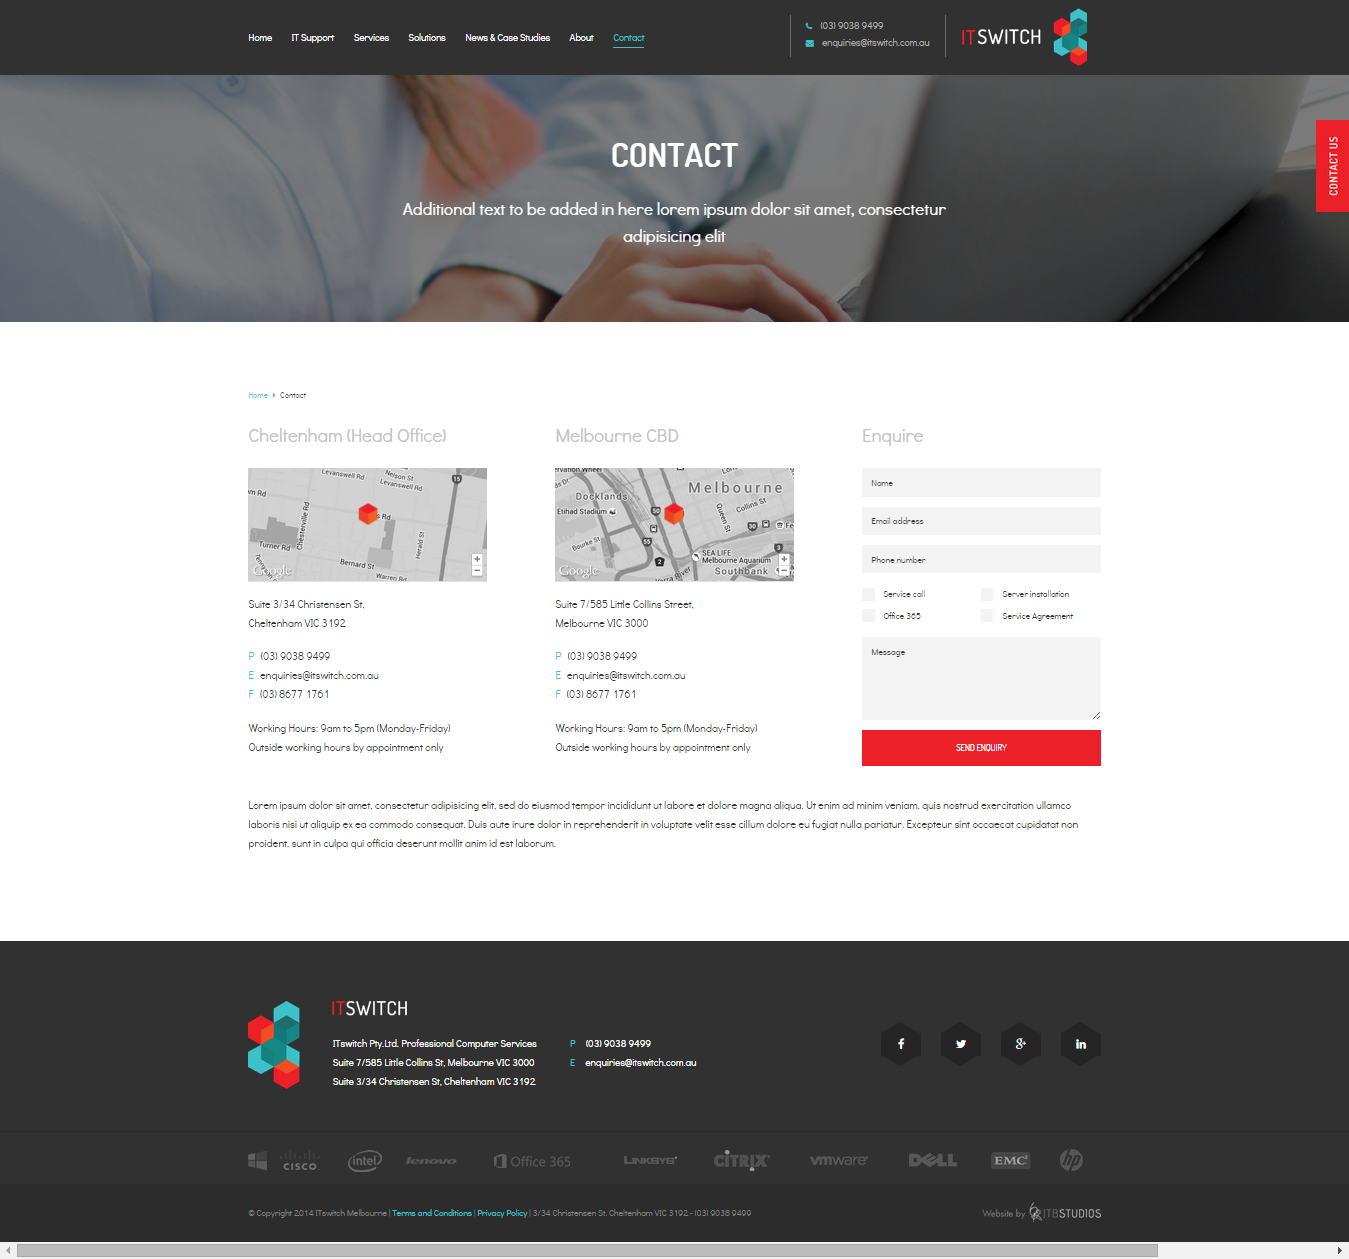 Home IT Support Services Solutions News & Case Studies About Contact
(03) 9038 9499
enquiries@itswitch.com.au
ITSWITCH
CONTACT US
CONTACT
Additional text to be added in here lorem ipsum dolor sit amet, consectetur
adipisicing elit
Home Contact
Cheltenham (Head Office)
Levanswell Rd
Nelson St
Levanswell Rd
15
m Rd
Chesterville Rd
s Rd
Turner Rd
Herald St
Bernard St
Warren Rd
Google
Suite 3/34 Christensen St,
Cheltenham VIC 3192
P (03) 9038 9499
E enquiries@itswitch.com.au
F (03) 8677 1761
Working Hours: 9am to 5pm (Monday-Friday)
Outside working hours by appointment only
Melbourne CBD
ervation Wheel
Docklands
Melbourne
Collins St
Etihad Stadium
Queen St
Bourke St
SEA LIFE
Melbourne Aquarium
Southbank
Yarra River
Google
Suite 7/585 Little Collins Street,
Melbourne VIC 3000
P (03) 9038 9499
E enquiries@itswitch.com.au
F (03) 8677 1761
Working Hours: 9am to 5pm (Monday-Friday)
Outside working hours by appointment only
Enquire
Name
Email address
Phone number
Service call Server installation
Office 365 Service Agreement
Message
SEND ENQUIRY
Lorem ipsum dolor sit amet, consectetur adipisicing elit, sed do eiusmod tempor incididunt ut labore et dolore magna aliqua. Ut enim ad minim veniam, quis nostrud exercitation ullamco
laboris nisi ut aliquip ex ea commodo consequat. Duis aute irure dolor in reprehenderit in voluptate velit esse cillum dolore eu fugiat nulla pariatur. Excepteur sint occaecat cupidatat non
proident, sunt in culpa qui officia deserunt mollit anim id est laborum.
ITSWITCH
ITswitch Pty.Ltd. Professional Computer Services
Suite 7/585 Little Collins St, Melbourne VIC 3000
Suite 3/34 Christensen St, Cheltenham VIC 3192
P (03) 9038 9499
E enquiries@itswitch.com.au
CISCO intel lenovo Office 365 LINKSYS CITRIX vmware DELL EMC² hp
© Copyright 2014 ITswitch Melbourne | Terms and Conditions | Privacy Policy | 3/34 Christensen St. Cheltenham VIC 3192 - (03) 9038 9499
Website by ITBSTUDIOS